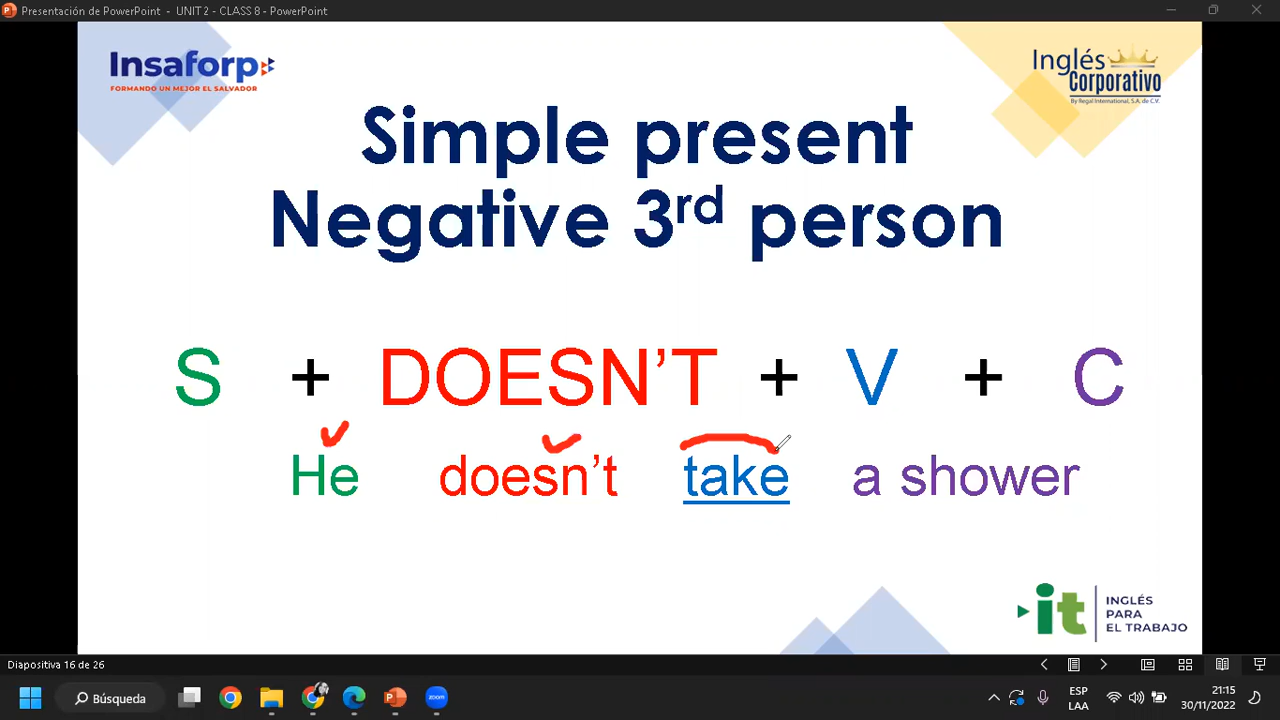 Presentación de PowerPoint - UNIT 2 - CLASS 8 - PowerPoint
Insaforp
FORMANDO UN MEJOR EL SALVADOR
Inglés
Corporativo
By Regal International, S.A. de C.V.
Simple present
Negative 3rd person
S + DOESN'T + V + C
He doesn't take a shower
it
INGLÉS
PARA
EL TRABAJO
Diapositiva 16 de 26
Búsqueda
zoom
ESP
LAA
21:15
30/11/2022